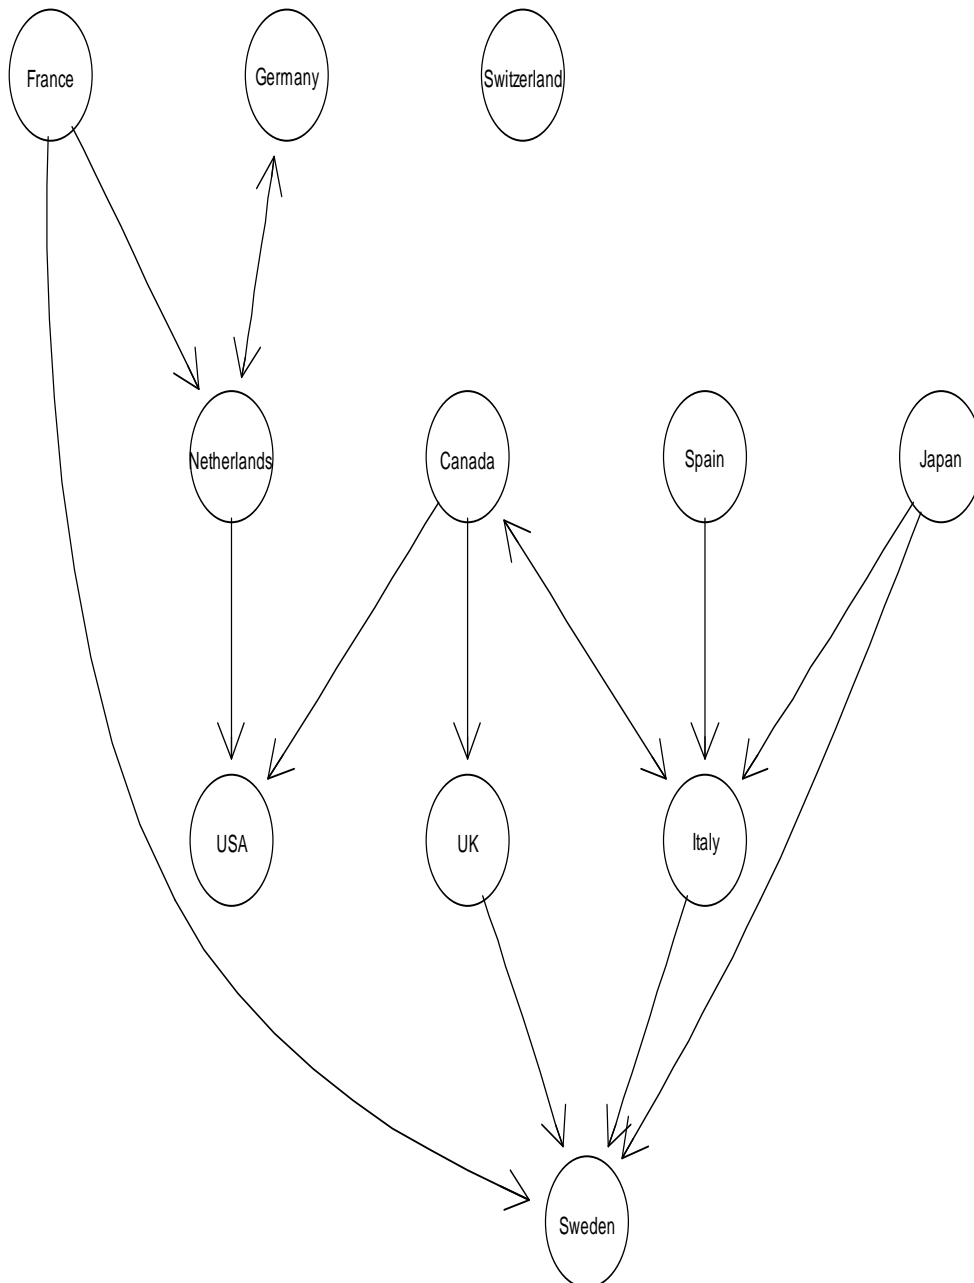 France
Germany
Switzerland
Netherlands
Canada
Spain
Japan
USA
UK
Italy
Sweden